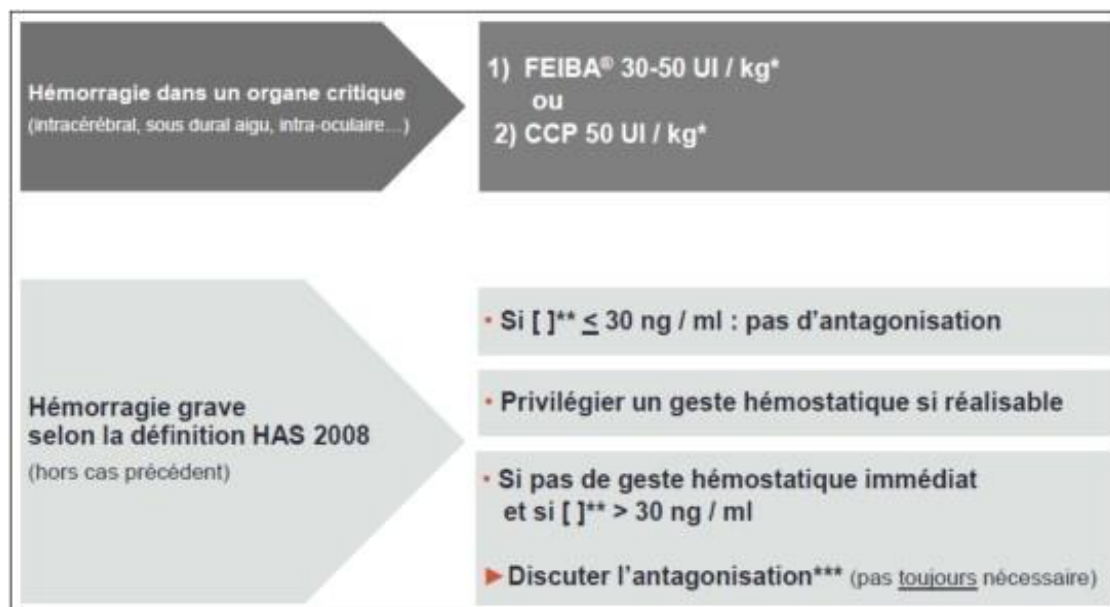 Hémorragie dans un organe critique
(intracérébral, sous dural aigu, intra-oculaire...)
1) FEIBA® 30-50 UI / kg*
ou
2) CCP 50 UI / kg*
Hémorragie grave
selon la définition HAS 2008
(hors cas précédent)
· Si [ ]** ≤ 30 ng / ml : pas d'antagonisation
· Privilégier un geste hémostatique si réalisable
· Si pas de geste hémostatique immédiat
et si [ ]** > 30 ng / ml
► Discuter l'antagonisation*** (pas toujours nécessaire)